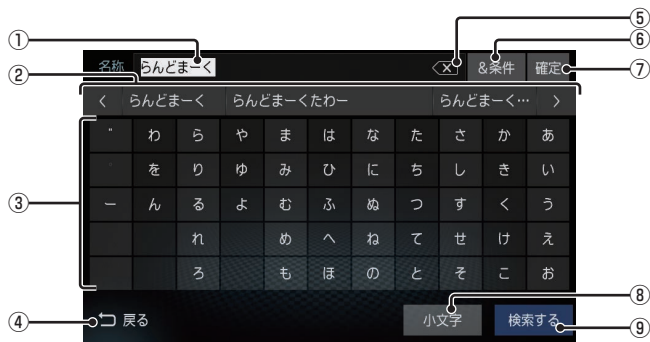 ① ② ③ ④ ⑤ ⑥ ⑦ ⑧ ⑨
名称 らんどまーく &条件 確定
< らんどまーく らんどまーくたわー らんどまーく… >
゛ わ ら や ま は な た さ か あ
゜ を り ゆ み ひ に ち し き い
ー ん る よ む ふ ぬ つ す く う
れ め へ ね て せ け え
ろ も ほ の と そ こ お
戻る 小文字 検索する